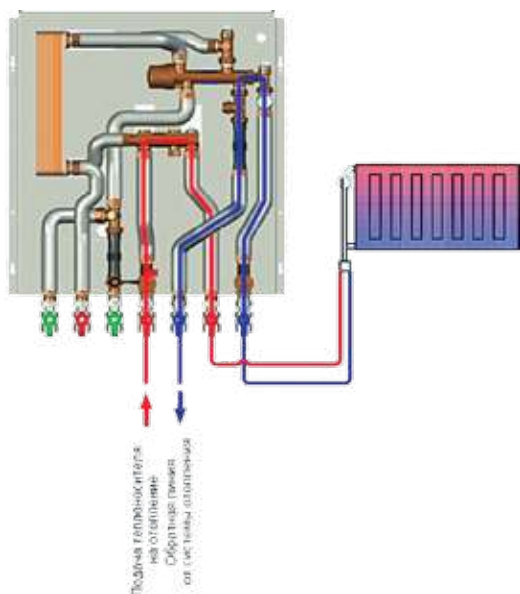 Подача теплоносителя
на отопление
Обратная линия
от системы отопления